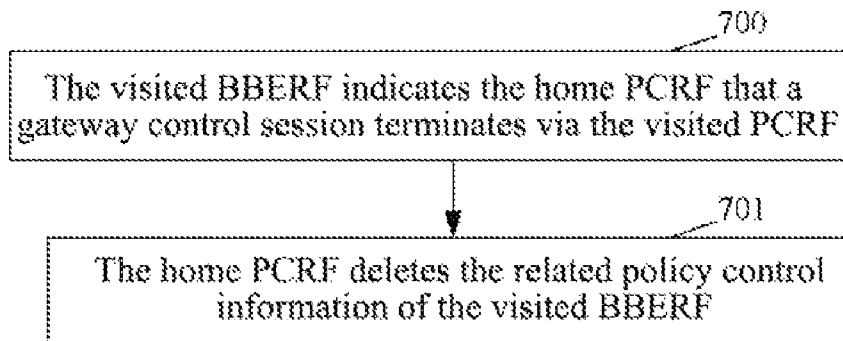 700
The visited BBERF indicates the home PCRF that a
gateway control session terminates via the visited PCRF
701
The home PCRF deletes the related policy control
information of the visited BBERF